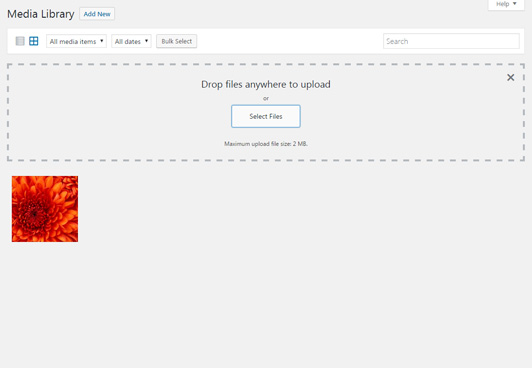 Help
Media Library Add New
All media items All dates Bulk Select Search
Drop files anywhere to upload
or
Select Files
Maximum upload file size: 2 MB.